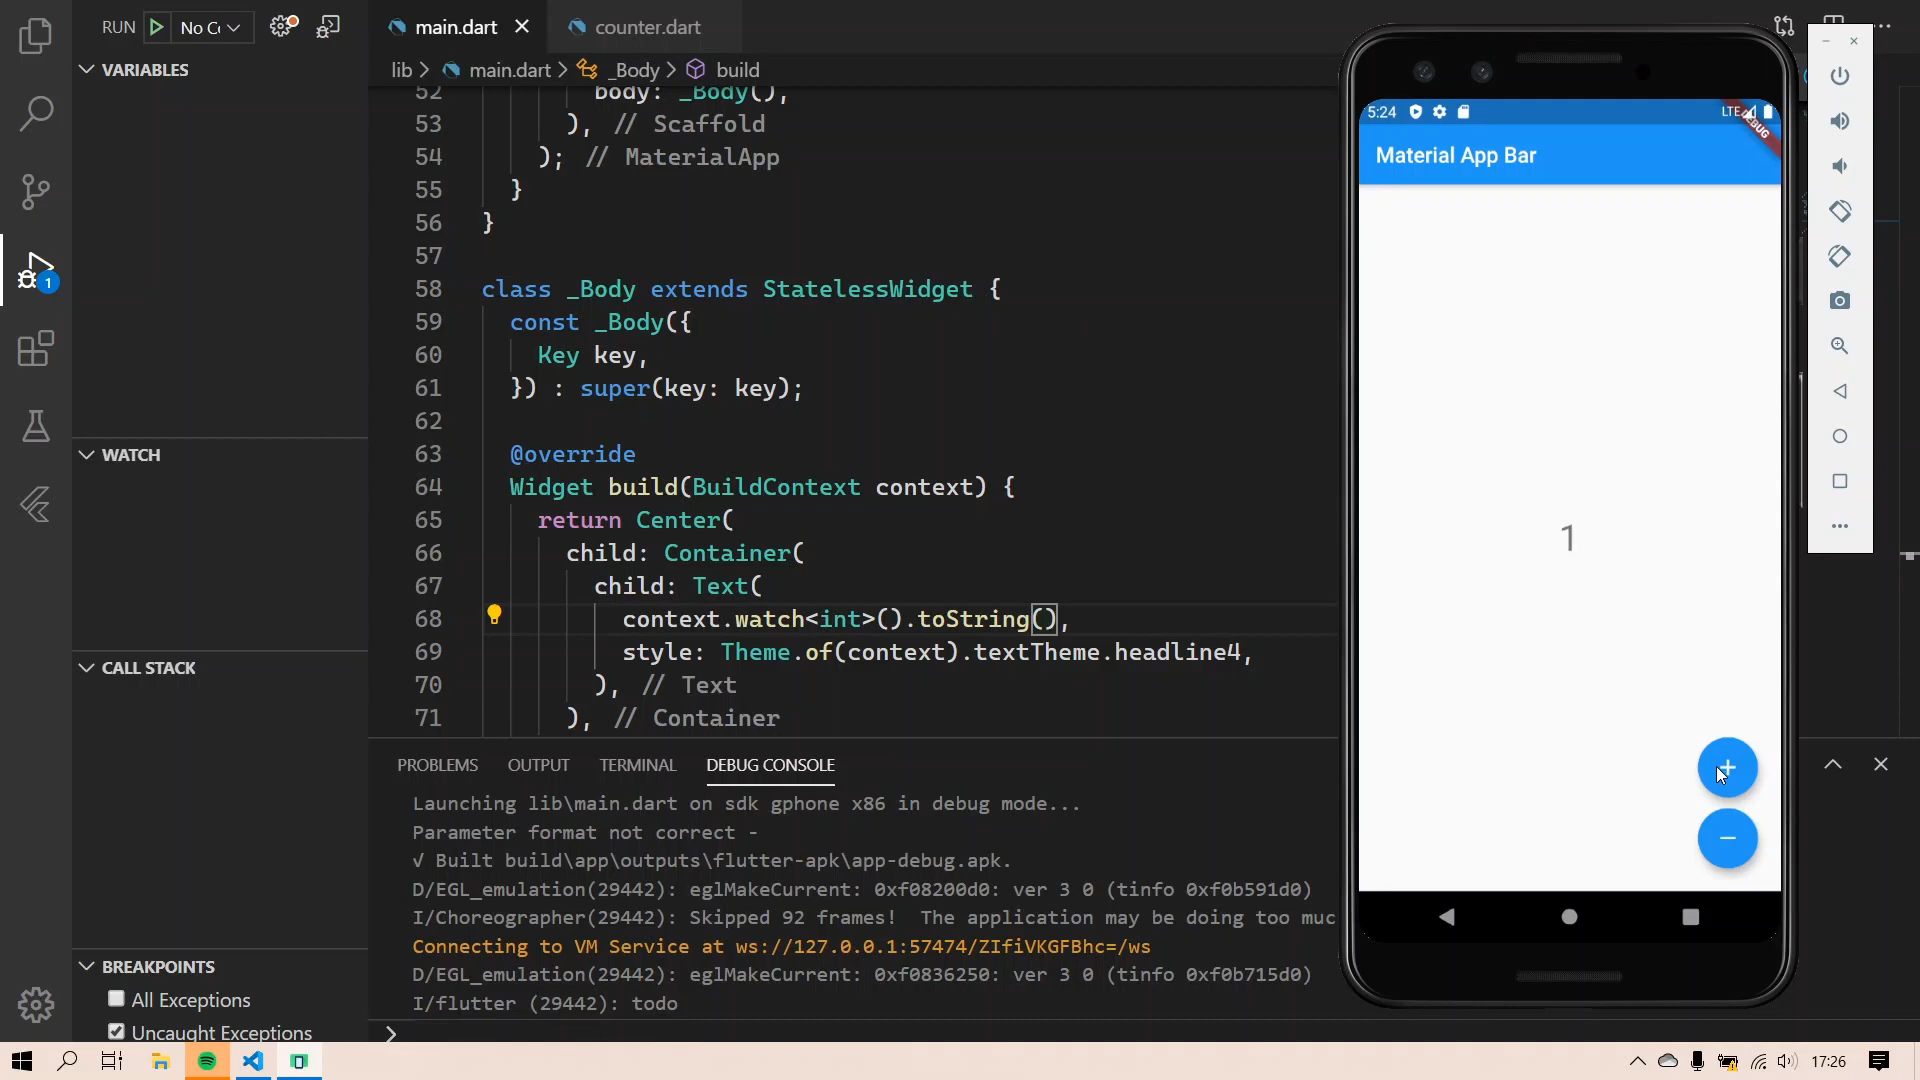 RUN No Cc
main.dart
counter.dart
lib > main.dart > _Body > build
VARIABLES
WATCH
CALL STACK
BREAKPOINTS
All Exceptions
Uncaught Exceptions
1
52 body: _Body(),
53 ), // Scaffold
54 ); // MaterialApp
55 }
56 }
57
58 class _Body extends StatelessWidget {
59 const _Body({
60 Key key,
61 }) : super(key: key);
62
63 @override
64 Widget build(BuildContext context) {
65 return Center(
66 child: Container(
67 child: Text(
68 context.watch<int>().toString(),
69 style: Theme.of(context).textTheme.headline4,
70 ), // Text
71 ), // Container
PROBLEMS OUTPUT TERMINAL DEBUG CONSOLE
Launching lib\main.dart on sdk gphone x86 in debug mode...
Parameter format not correct -
√ Built build\app\outputs\flutter-apk\app-debug.apk.
D/EGL_emulation(29442): eglMakeCurrent: 0xf08200d0: ver 3 0 (tinfo 0xf0b591d0)
I/Choreographer(29442): Skipped 92 frames!  The application may be doing too muc
Connecting to VM Service at ws://127.0.0.1:57474/ZIfiVKGFBhc=/ws
D/EGL_emulation(29442): eglMakeCurrent: 0xf0836250: ver 3 0 (tinfo 0xf0b715d0)
I/flutter (29442): todo
5:24 LTE
DEBUG
Material App Bar
1
17:26